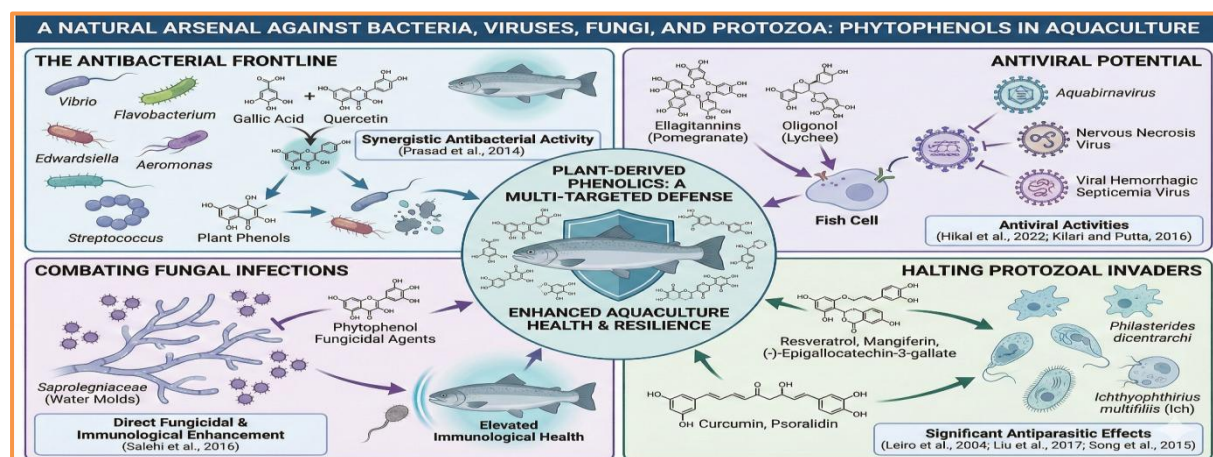 A NATURAL ARSENAL AGAINST BACTERIA, VIRUSES, FUNGI, AND PROTOZOA: PHYTOPHENOLS IN AQUACULTURE
THE ANTIBACTERIAL FRONTLINE
Vibrio
Flavobacterium
Edwardsiella
Aeromonas
Streptococcus
Gallic Acid
+
Quercetin
Synergistic Antibacterial Activity
(Prasad et al., 2014)
Plant Phenols
ANTIVIRAL POTENTIAL
Ellagitannins
(Pomegranate)
Oligonol
(Lychee)
Fish Cell
Aquabirnavirus
Nervous Necrosis
Virus
Viral Hemorrhagic
Septicemia Virus
Antiviral Activities
(Hikal et al., 2022; Kilari and Putta, 2016)
PLANT-DERIVED
PHENOLICS: A
MULTI-TARGETED DEFENSE
ENHANCED AQUACULTURE
HEALTH & RESILIENCE
COMBATING FUNGAL INFECTIONS
Phytophenol
Fungicidal Agents
Saprolegniaceae
(Water Molds)
Direct Fungicidal &
Immunological Enhancement
(Salehi et al., 2016)
Elevated
Immunological Health
HALTING PROTOZOAL INVADERS
Resveratrol, Mangiferin,
(-)-Epigallocatechin-3-gallate
Curcumin, Psoralidin
Philasterides
dicentrarchi
Ichthyophthirius
multifiliis (Ich)
Significant Antiparasitic Effects
(Leiro et al., 2004; Liu et al., 2017; Song et al., 2015)